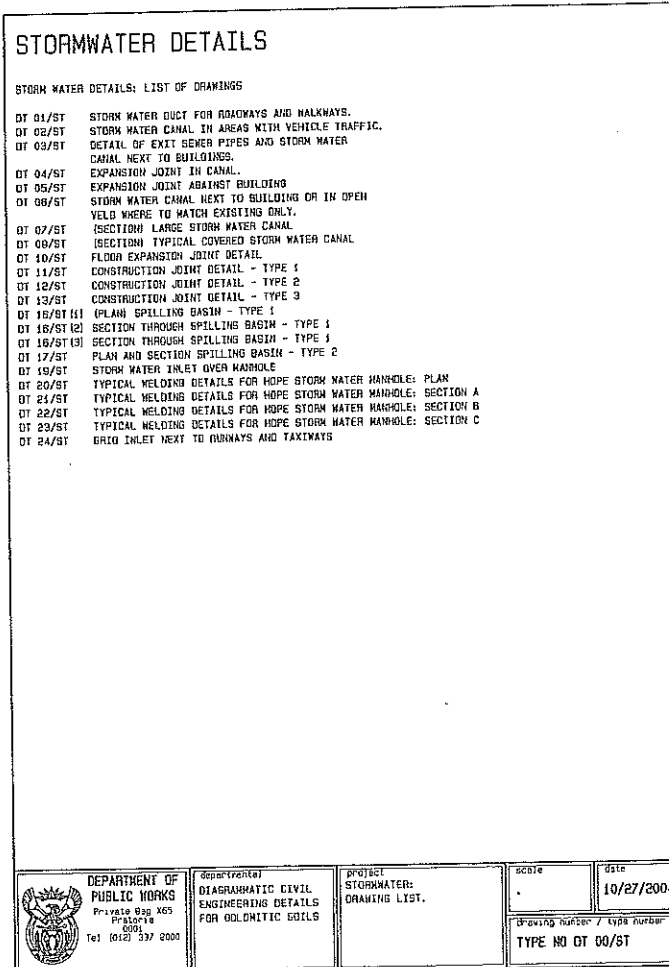 STORMWATER DETAILS
STORM WATER DETAILS: LIST OF DRAWINGS
DT 01/ST STORM WATER DUCT FOR ROADWAYS AND WALKWAYS.
DT 02/ST STORM WATER CANAL IN AREAS WITH VEHICLE TRAFFIC.
DT 03/ST DETAIL OF EXIT SEWER PIPES AND STORM WATER
CANAL NEXT TO BUILDINGS.
DT 04/ST EXPANSION JOINT IN CANAL.
DT 05/ST EXPANSION JOINT AGAINST BUILDING
DT 06/ST STORM WATER CANAL NEXT TO BUILDING OR IN OPEN
VELD WHERE TO MATCH EXISTING ONLY.
DT 07/ST (SECTION) LARGE STORM WATER CANAL
DT 08/ST (SECTION) TYPICAL COVERED STORM WATER CANAL
DT 10/ST FLOOR EXPANSION JOINT DETAIL
DT 11/ST CONSTRUCTION JOINT DETAIL - TYPE 1
DT 12/ST CONSTRUCTION JOINT DETAIL - TYPE 2
DT 13/ST CONSTRUCTION JOINT DETAIL - TYPE 3
DT 16/ST (1) (PLAN) SPILLING BASIN - TYPE 1
DT 16/ST (2) SECTION THROUGH SPILLING BASIN - TYPE 1
DT 16/ST (3) SECTION THROUGH SPILLING BASIN - TYPE 1
DT 17/ST PLAN AND SECTION SPILLING BASIN - TYPE 2
DT 19/ST STORM WATER INLET OVER MANHOLE
DT 20/ST TYPICAL WELDING DETAILS FOR HDPE STORM WATER MANHOLE: PLAN
DT 21/ST TYPICAL WELDING DETAILS FOR HDPE STORM WATER MANHOLE: SECTION A
DT 22/ST TYPICAL WELDING DETAILS FOR HDPE STORM WATER MANHOLE: SECTION B
DT 23/ST TYPICAL WELDING DETAILS FOR HDPE STORM WATER MANHOLE: SECTION C
DT 24/ST GRID INLET NEXT TO RUNWAYS AND TAXIWAYS
DEPARTMENT OF
PUBLIC WORKS
Private Bag X65
Pretoria
0001
Tel (012) 337 2000
departmental
DIAGRAMMATIC CIVIL
ENGINEERING DETAILS
FOR DOLOMITIC SOILS
project
STORMWATER:
DRAWING LIST.
scale
.
date
10/27/200
drawing number / type number
TYPE NO DT 00/ST